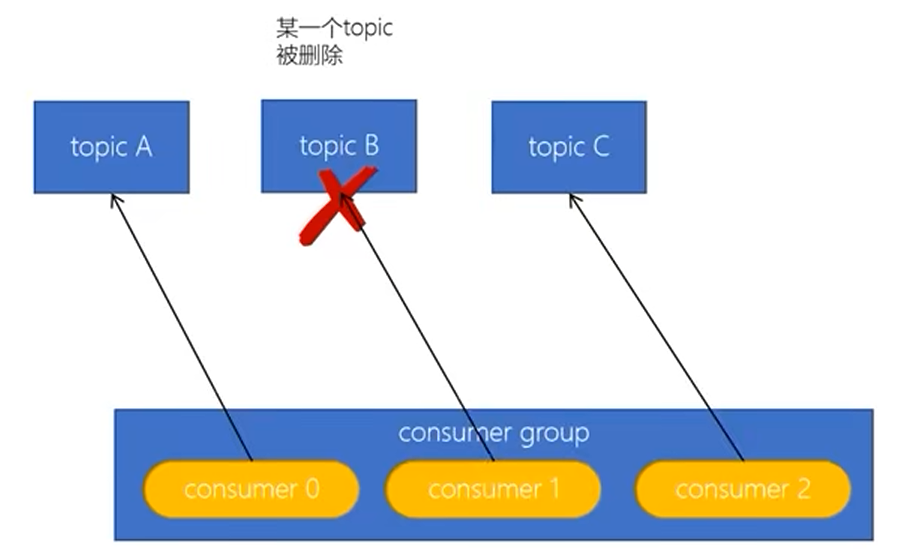 某一个topic
被删除
topic A
topic B
topic C
consumer group
consumer 0
consumer 1
consumer 2